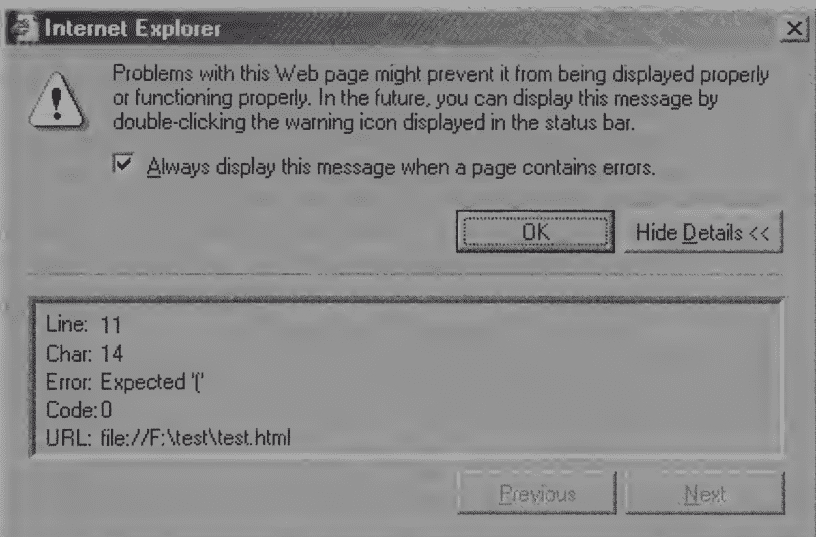 Internet Explorer
Problems with this Web page might prevent it from being displayed properly
or functioning properly. In the future, you can display this message by
double-clicking the warning icon displayed in the status bar.
Always display this message when a page contains errors.
OK
Hide Details <<
Line: 11
Char: 14
Error: Expected '('
Code: 0
URL: file://F:\test\test.html
Previous
Next